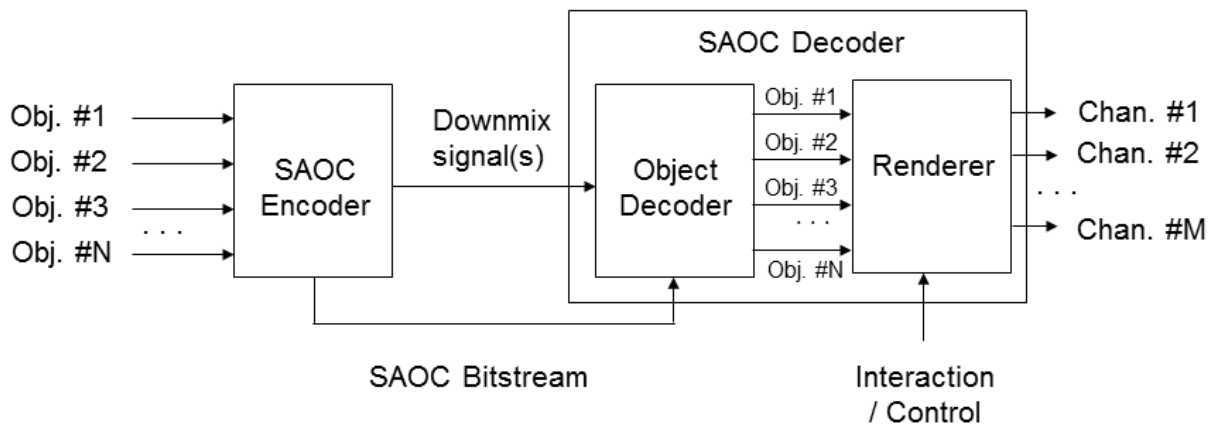 SAOC Decoder
Obj. #1
Obj. #2
Obj. #3
. . .
Obj. #N
SAOC
Encoder
Downmix
signal(s)
Object
Decoder
Obj. #1
Obj. #2
Obj. #3
. . .
Obj. #N
Renderer
Chan. #1
Chan. #2
. . .
Chan. #M
SAOC Bitstream
Interaction
/ Control